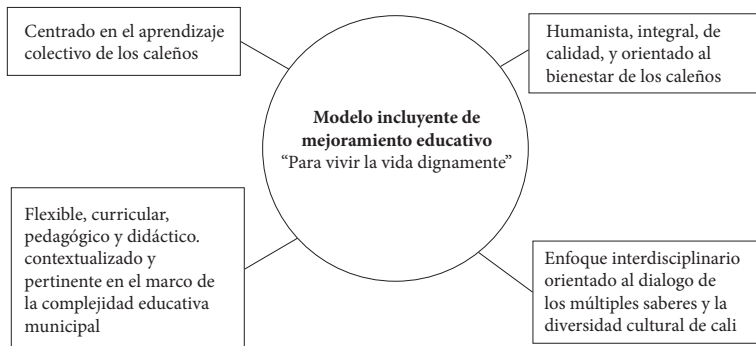 Centrado en el aprendizaje
colectivo de los caleños
Humanista, integral, de
calidad, y orientado al
bienestar de los caleños
Modelo incluyente de
mejoramiento educativo
“Para vivir la vida dignamente”
Flexible, curricular,
pedagógico y didáctico.
contextualizado y
pertinente en el marco de
la complejidad educativa
municipal
Enfoque interdisciplinario
orientado al dialogo de
los múltiples saberes y la
diversidad cultural de cali